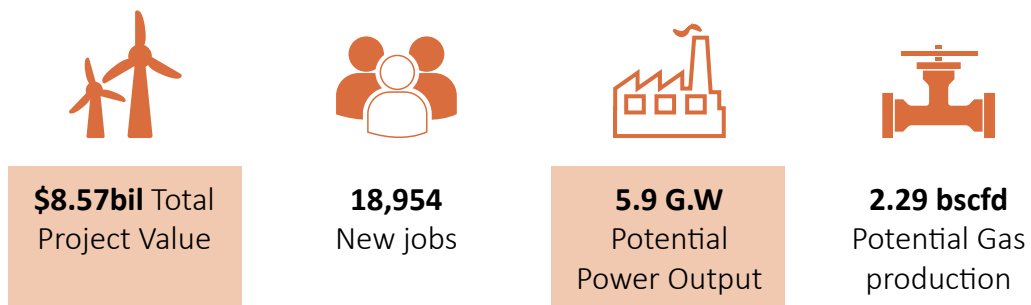 $8.57bil Total
Project Value
18,954
New jobs
5.9 G.W
Potential
Power Output
2.29 bscfd
Potential Gas
production